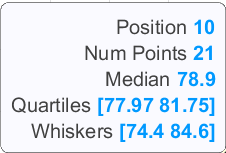 Position 10
Num Points 21
Median 78.9
Quartiles [77.97 81.75]
Whiskers [74.4 84.6]